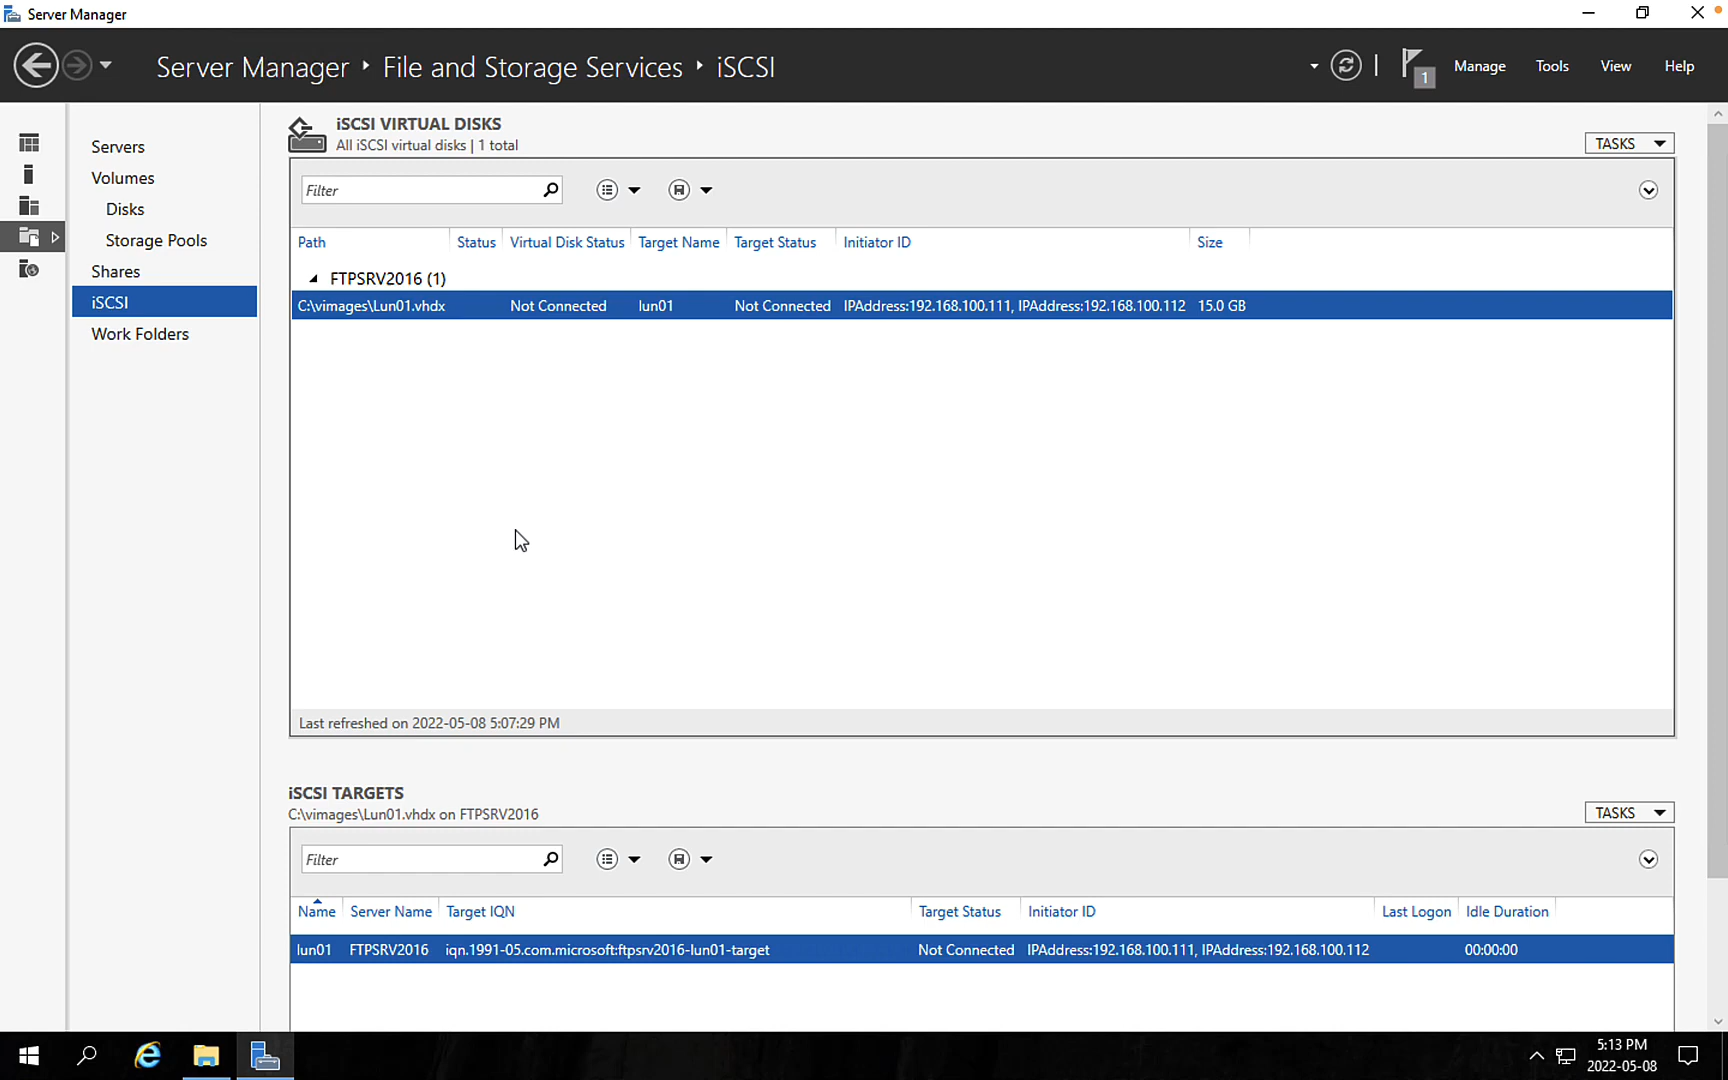 Server Manager
Server Manager ‣ File and Storage Services ‣ iSCSI
1
Manage Tools View Help
Servers
Volumes
Disks
Storage Pools
Shares
iSCSI
Work Folders
iSCSI VIRTUAL DISKS
All iSCSI virtual disks | 1 total
TASKS
Filter
Path Status Virtual Disk Status Target Name Target Status Initiator ID Size
FTPSRV2016 (1)
C:\vimages\Lun01.vhdx Not Connected lun01 Not Connected IPAddress:192.168.100.111, IPAddress:192.168.100.112 15.0 GB
Last refreshed on 2022-05-08 5:07:29 PM
iSCSI TARGETS
C:\vimages\Lun01.vhdx on FTPSRV2016
TASKS
Filter
Name Server Name Target IQN Target Status Initiator ID Last Logon Idle Duration
lun01 FTPSRV2016 iqn.1991-05.com.microsoft:ftpsrv2016-lun01-target Not Connected IPAddress:192.168.100.111, IPAddress:192.168.100.112 00:00:00
5:13 PM
2022-05-08